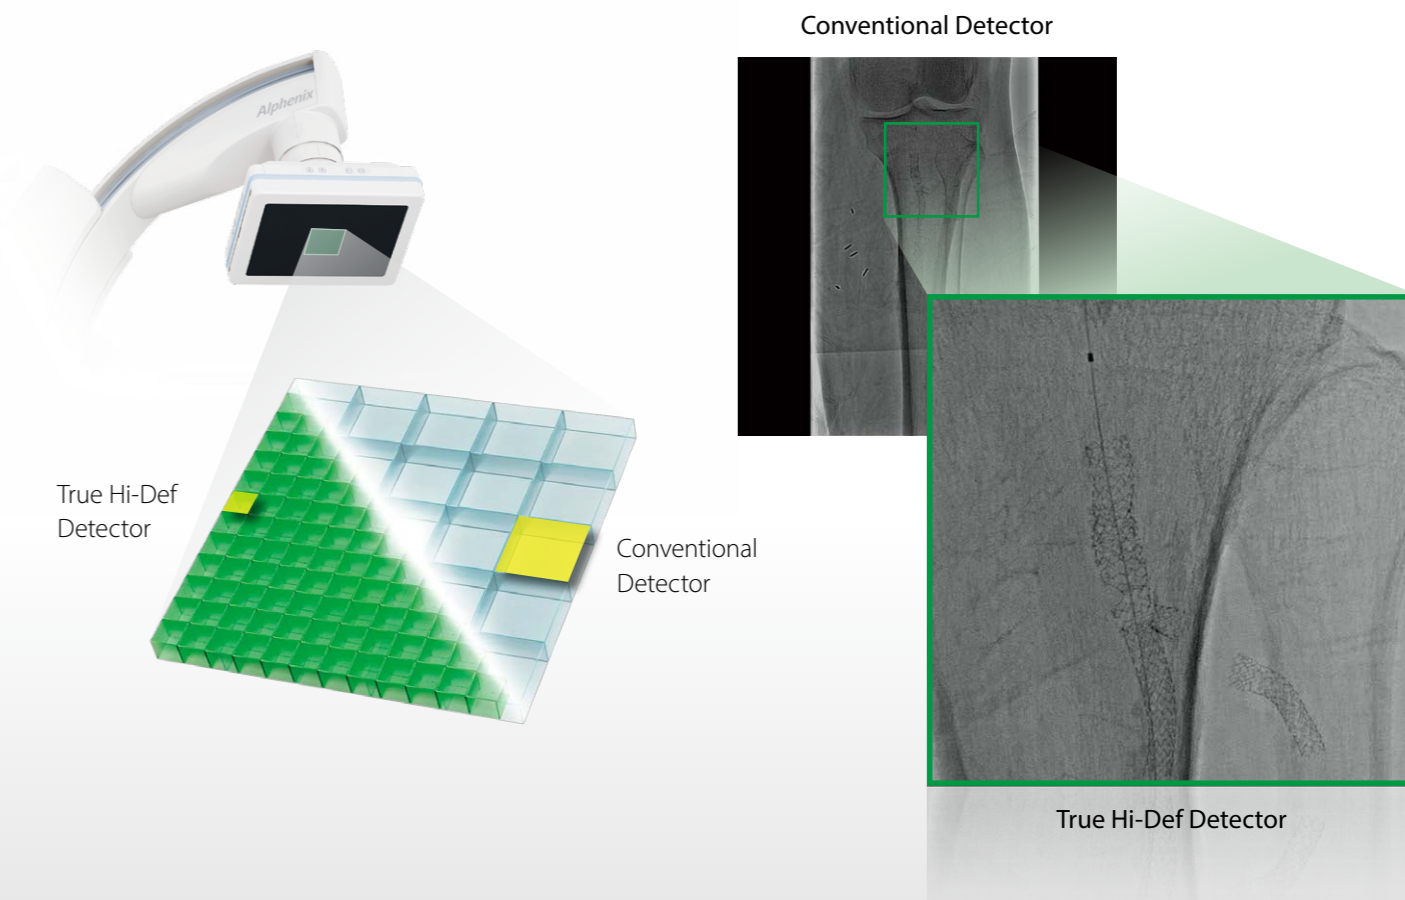 Conventional Detector
Alphenix
True Hi-Def
Detector
Conventional
Detector
True Hi-Def Detector